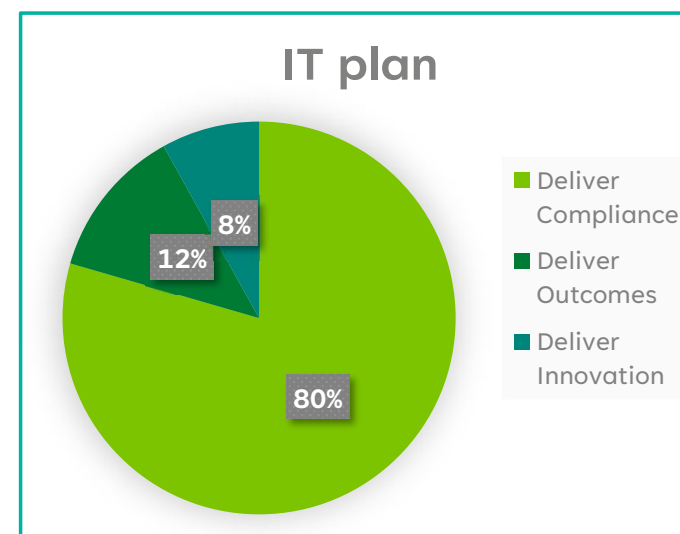 IT plan
8%
12%
80%
Deliver
Compliance
Deliver
Outcomes
Deliver
Innovation